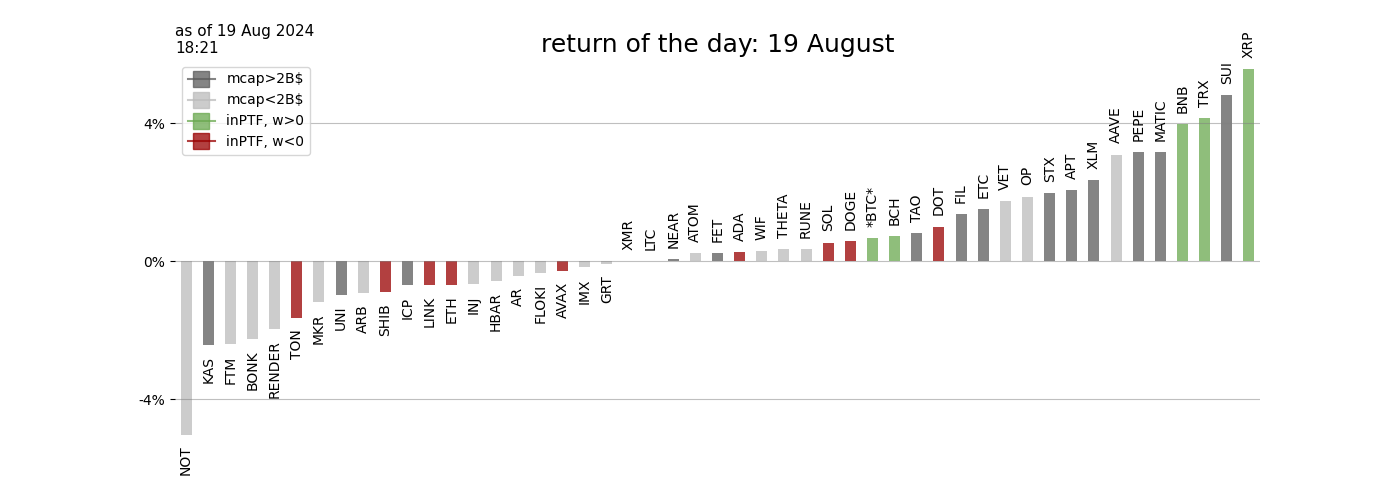 as of 19 Aug 2024
18:21
return of the day: 19 August
mcap>2B$
mcap<2B$
inPTF, w>0
inPTF, w<0
4%
0%
-4%
NOT
KAS
FTM
BONK
RENDER
TON
MKR
UNI
ARB
SHIB
ICP
LINK
ETH
INJ
HBAR
AR
FLOKI
AVAX
IMX
GRT
XMR
LTC
NEAR
ATOM
FET
ADA
WIF
THETA
RUNE
SOL
DOGE
*BTC*
BCH
TAO
DOT
FIL
ETC
VET
OP
STX
APT
XLM
AAVE
PEPE
MATIC
BNB
TRX
SUI
XRP